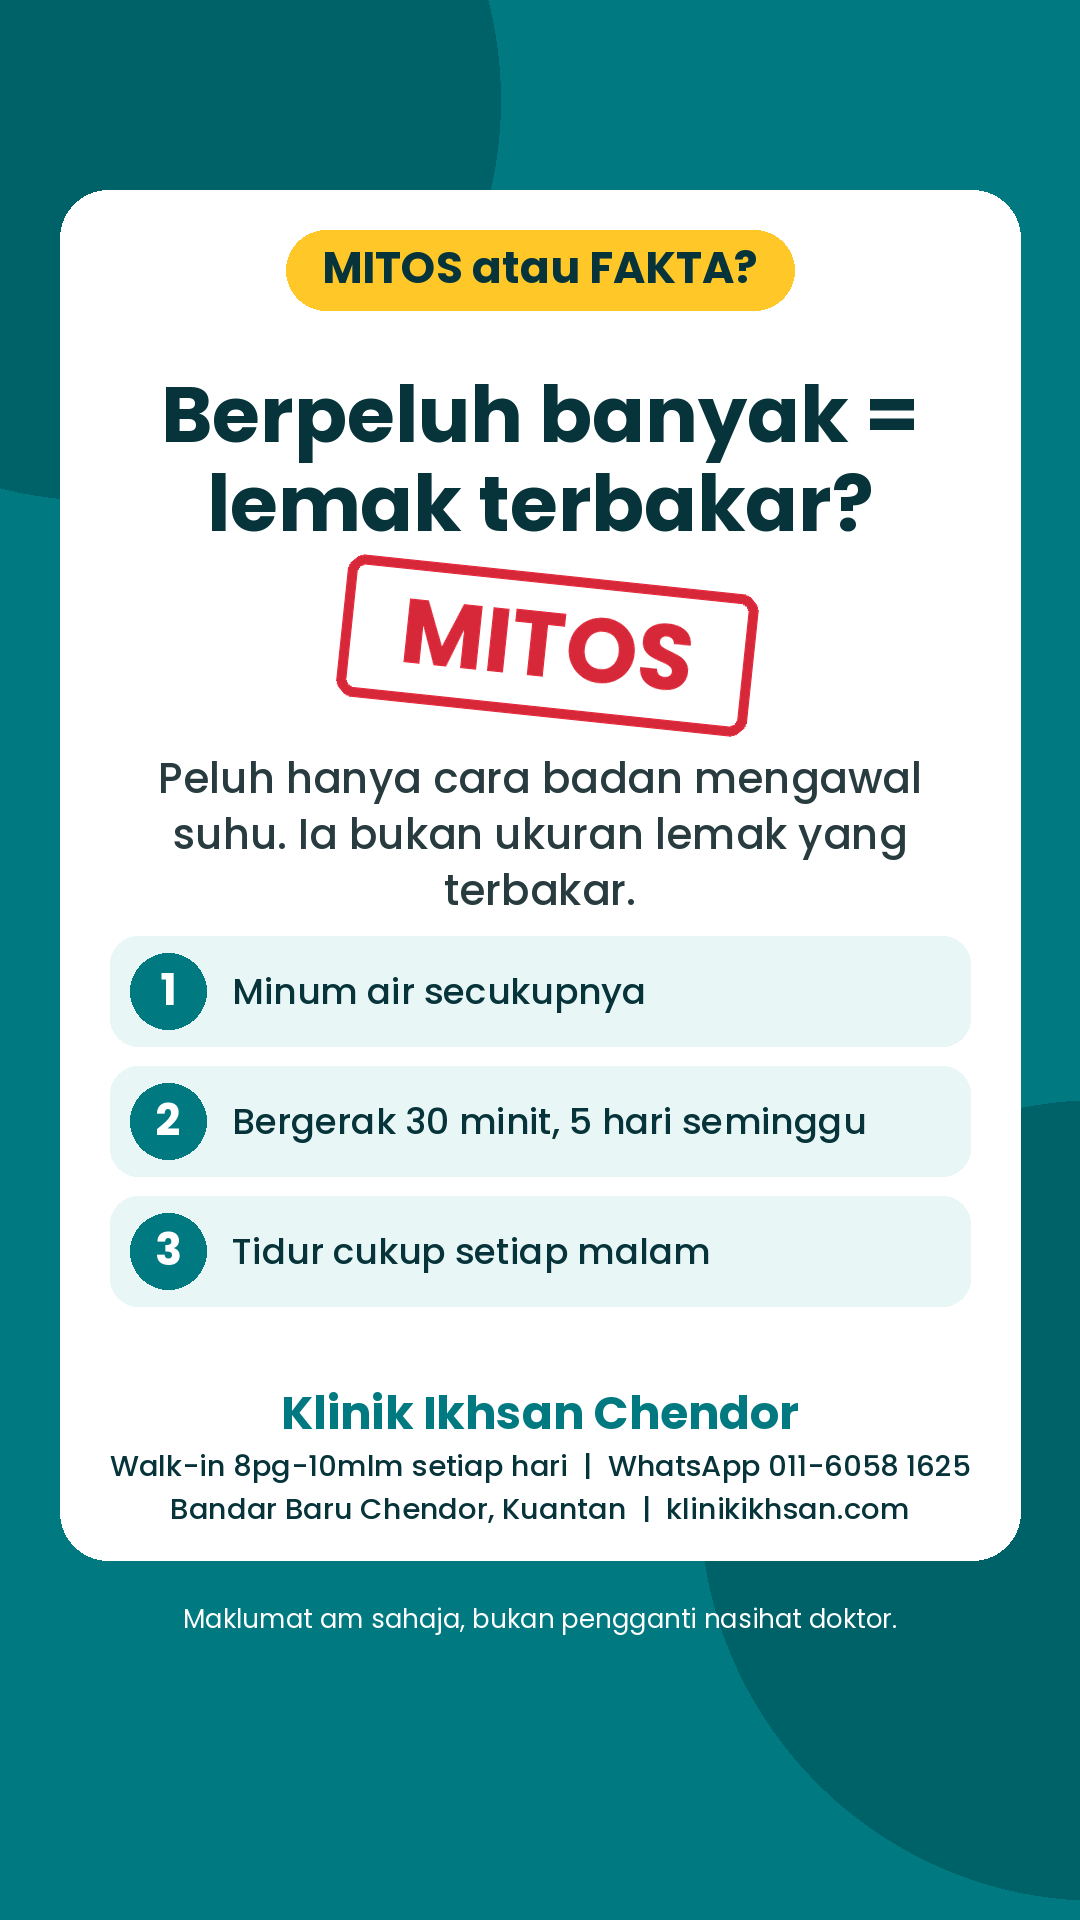 MITOS atau FAKTA?
Berpeluh banyak =
lemak terbakar?
MITOS
Peluh hanya cara badan mengawal
suhu. Ia bukan ukuran lemak yang
terbakar.
1 Minum air secukupnya
2 Bergerak 30 minit, 5 hari seminggu
3 Tidur cukup setiap malam
Klinik Ikhsan Chendor
Walk-in 8pg-10mlm setiap hari | WhatsApp 011-6058 1625
Bandar Baru Chendor, Kuantan | klinikikhsan.com
Maklumat am sahaja, bukan pengganti nasihat doktor.